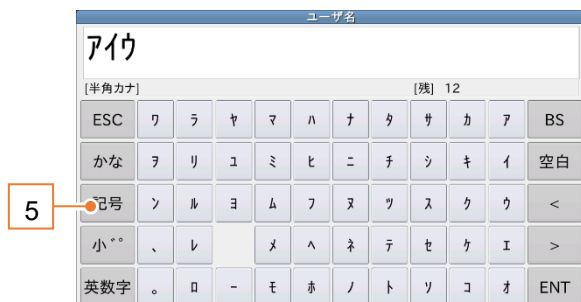 ユーザ名
ｱｲｳ
[半角カナ] [残] 12
ESC ﾜ ﾗ ﾔ ﾏ ﾊ ﾅ ﾀ ｻ ｶ ｱ BS
かな ｦ ﾘ ﾕ ﾐ ﾋ ﾆ ﾁ ｼ ｷ ｲ 空白
5 記号 ﾝ ﾙ ﾖ ﾑ ﾌ ﾇ ﾂ ｽ ｸ ｳ <
小ﾞﾟ ､ ﾚ ﾒ ﾍ ﾈ ﾃ ｾ ｹ ｴ >
英数字 ｡ ﾛ - ﾓ ﾎ ﾉ ﾄ ｿ ｺ ｵ ENT